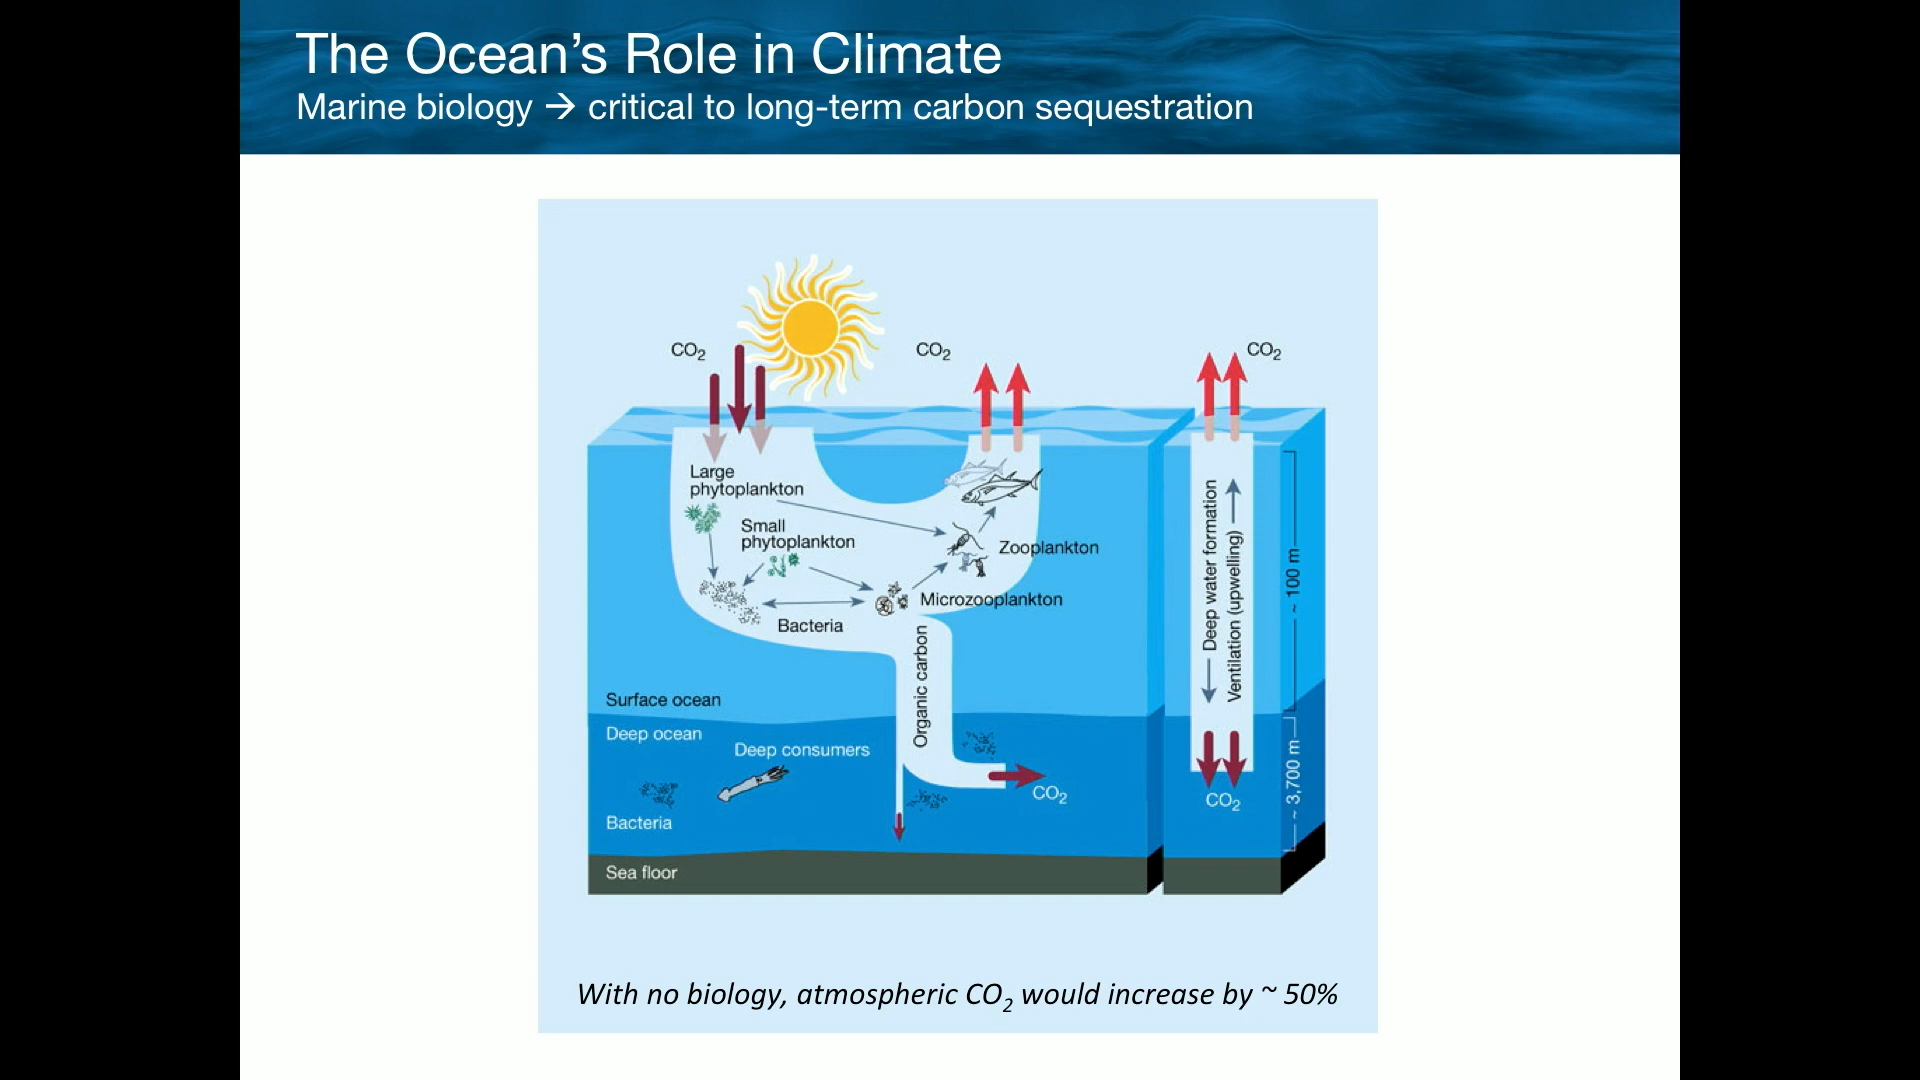 The Ocean's Role in Climate
Marine biology → critical to long-term carbon sequestration
CO₂
CO₂
CO₂
Large
phytoplankton
Small
phytoplankton
Zooplankton
Microzooplankton
Bacteria
Organic carbon
Surface ocean
Deep ocean
Deep consumers
Bacteria
CO₂
Sea floor
Deep water formation
Ventilation (upwelling)
CO₂
~ 100 m
~ 3,700 m
With no biology, atmospheric CO₂ would increase by ~ 50%